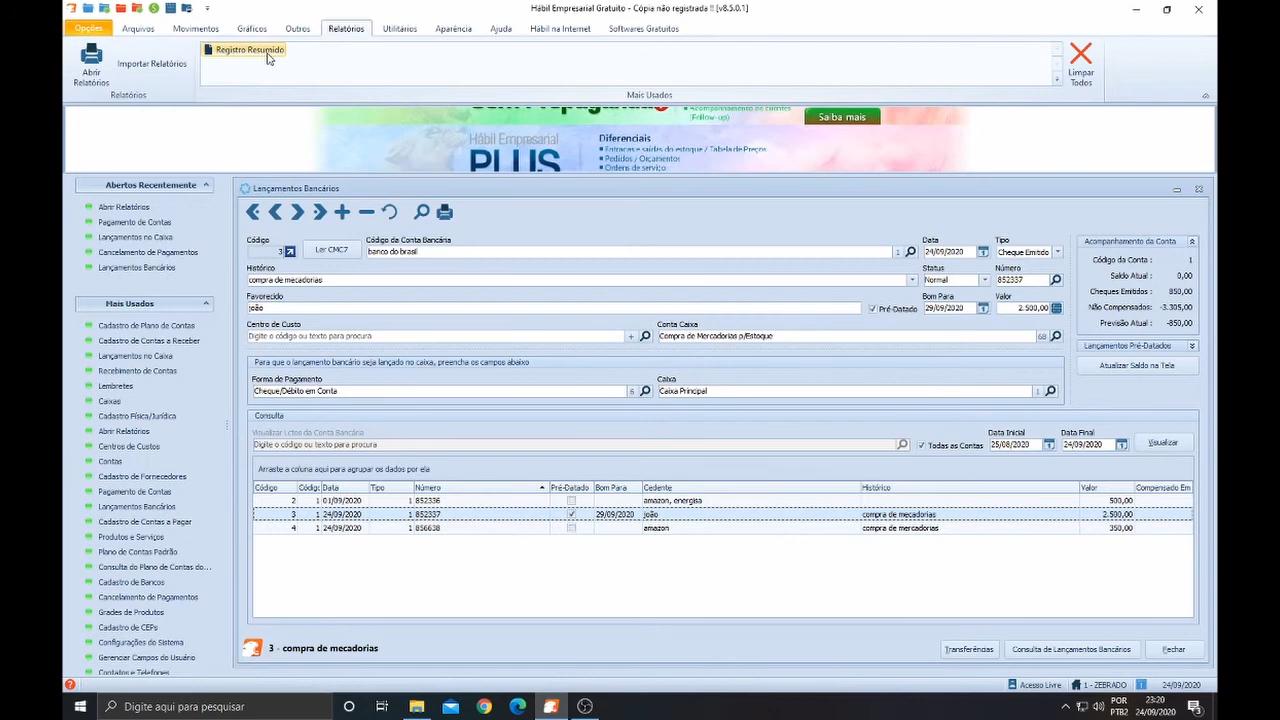 Hábil Empresarial Gratuito - Cópia não registrada !! [v8.5.0.1]
Opções Arquivos Movimentos Gráficos Outros Relatórios Utilitários Aparência Ajuda Hábil na Internet Softwares Gratuitos
Registro Resumido
Importar Relatórios
Abrir
Relatórios
Limpar
Todos
Relatórios
Mais Usados
Acompanhamento de clientes
(Follow-up)
Saiba mais
Hábil Empresarial
PLUS
Diferenciais
Entradas e saídas do estoque / Tabela de Preços
Pedidos / Orçamentos
Ordens de serviço
Abertos Recentemente
Abrir Relatórios
Pagamento de Contas
Lançamentos no Caixa
Cancelamento de Pagamentos
Lançamentos Bancários
Mais Usados
Cadastro de Plano de Contas
Cadastro de Contas a Receber
Lançamentos no Caixa
Recebimento de Contas
Lembretes
Caixas
Cadastro Física/Jurídica
Abrir Relatórios
Centros de Custos
Contas
Cadastro de Fornecedores
Pagamento de Contas
Lançamentos Bancários
Cadastro de Contas a Pagar
Produtos e Serviços
Plano de Contas Padrão
Consulta do Plano de Contas do...
Cadastro de Bancos
Cancelamento de Pagamentos
Grades de Produtos
Cadastro de CEPs
Configurações do Sistema
Gerenciar Campos do Usuário
Contatos e Telefones
Lançamentos Bancários
Código Código da Conta Bancária Data Tipo
3 Ler CMC7 banco do brasil 1 24/09/2020 Cheque Emitido
Histórico Status Número
compra de mecadorias Normal 852337
Favorecido Bom Para Valor
joão Pré-Datado 29/09/2020 2.500,00
Centro de Custo Conta Caixa
Digite o código ou texto para procura + Compra de Mercadorias p/Estoque 68
Para que o lançamento bancário seja lançado no caixa, preencha os campos abaixo
Forma de Pagamento Caixa
Cheque/Débito em Conta 6 Caixa Principal 1
Acompanhamento da Conta
Código da Conta : 1
Saldo Atual : 0,00
Cheques Emitidos : 850,00
Não Compensados: -3.305,00
Previsão Atual : -850,00
Lançamentos Pré-Datados
Atualizar Saldo na Tela
Consulta
Visualizar Lctos da Conta Bancária Data Inicial Data Final
Digite o código ou texto para procura Todas as Contas 25/08/2020 24/09/2020 Visualizar
Arraste a coluna aqui para agrupar os dados por ela
Código Códig Data Tipo Número Pré-Datado Bom Para Cedente Histórico Valor Compensado Em
2 1 01/09/2020 1 852336 amazon, energisa 500,00
3 1 24/09/2020 1 852337 29/09/2020 joão compra de mecadorias 2.500,00
4 1 24/09/2020 1 856638 amazon compra de mercadorias 350,00
3 - compra de mecadorias
Transferências Consulta de Lançamentos Bancários Fechar
Acesso Livre 1 - ZEBRADO 24/09/2020
Digite aqui para pesquisar
POR
PTB2
23:20
24/09/2020
3